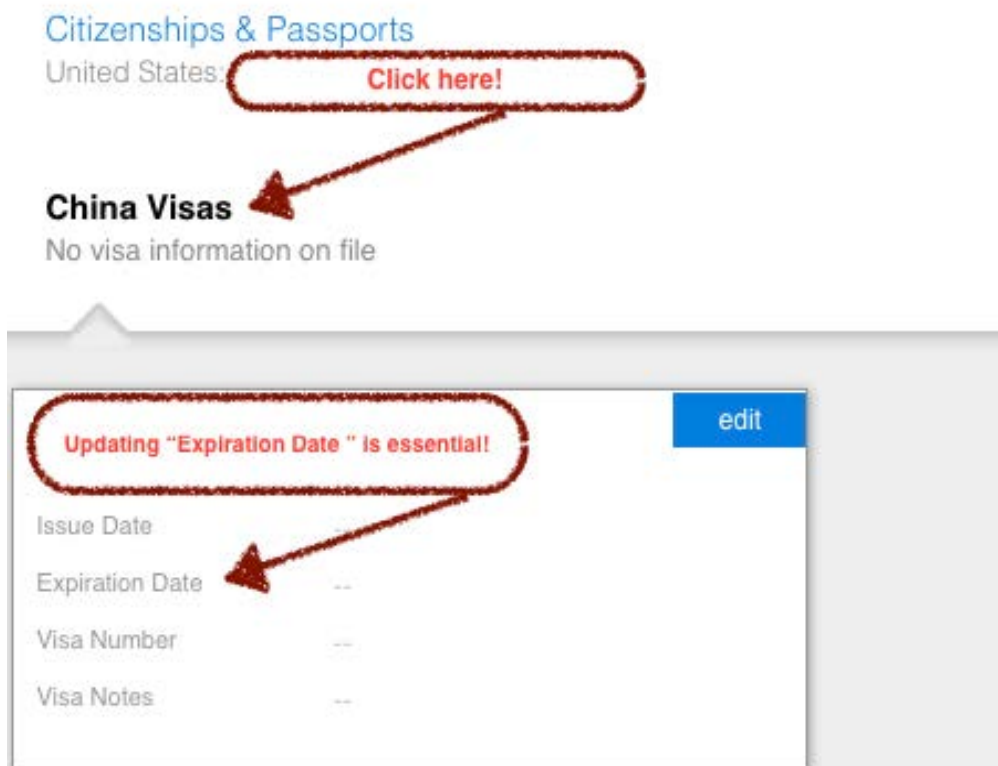 Citizenships & Passports
United States:
Click here!
China Visas
No visa information on file
edit
Updating “Expiration Date ” is essential!
Issue Date --
Expiration Date --
Visa Number --
Visa Notes --